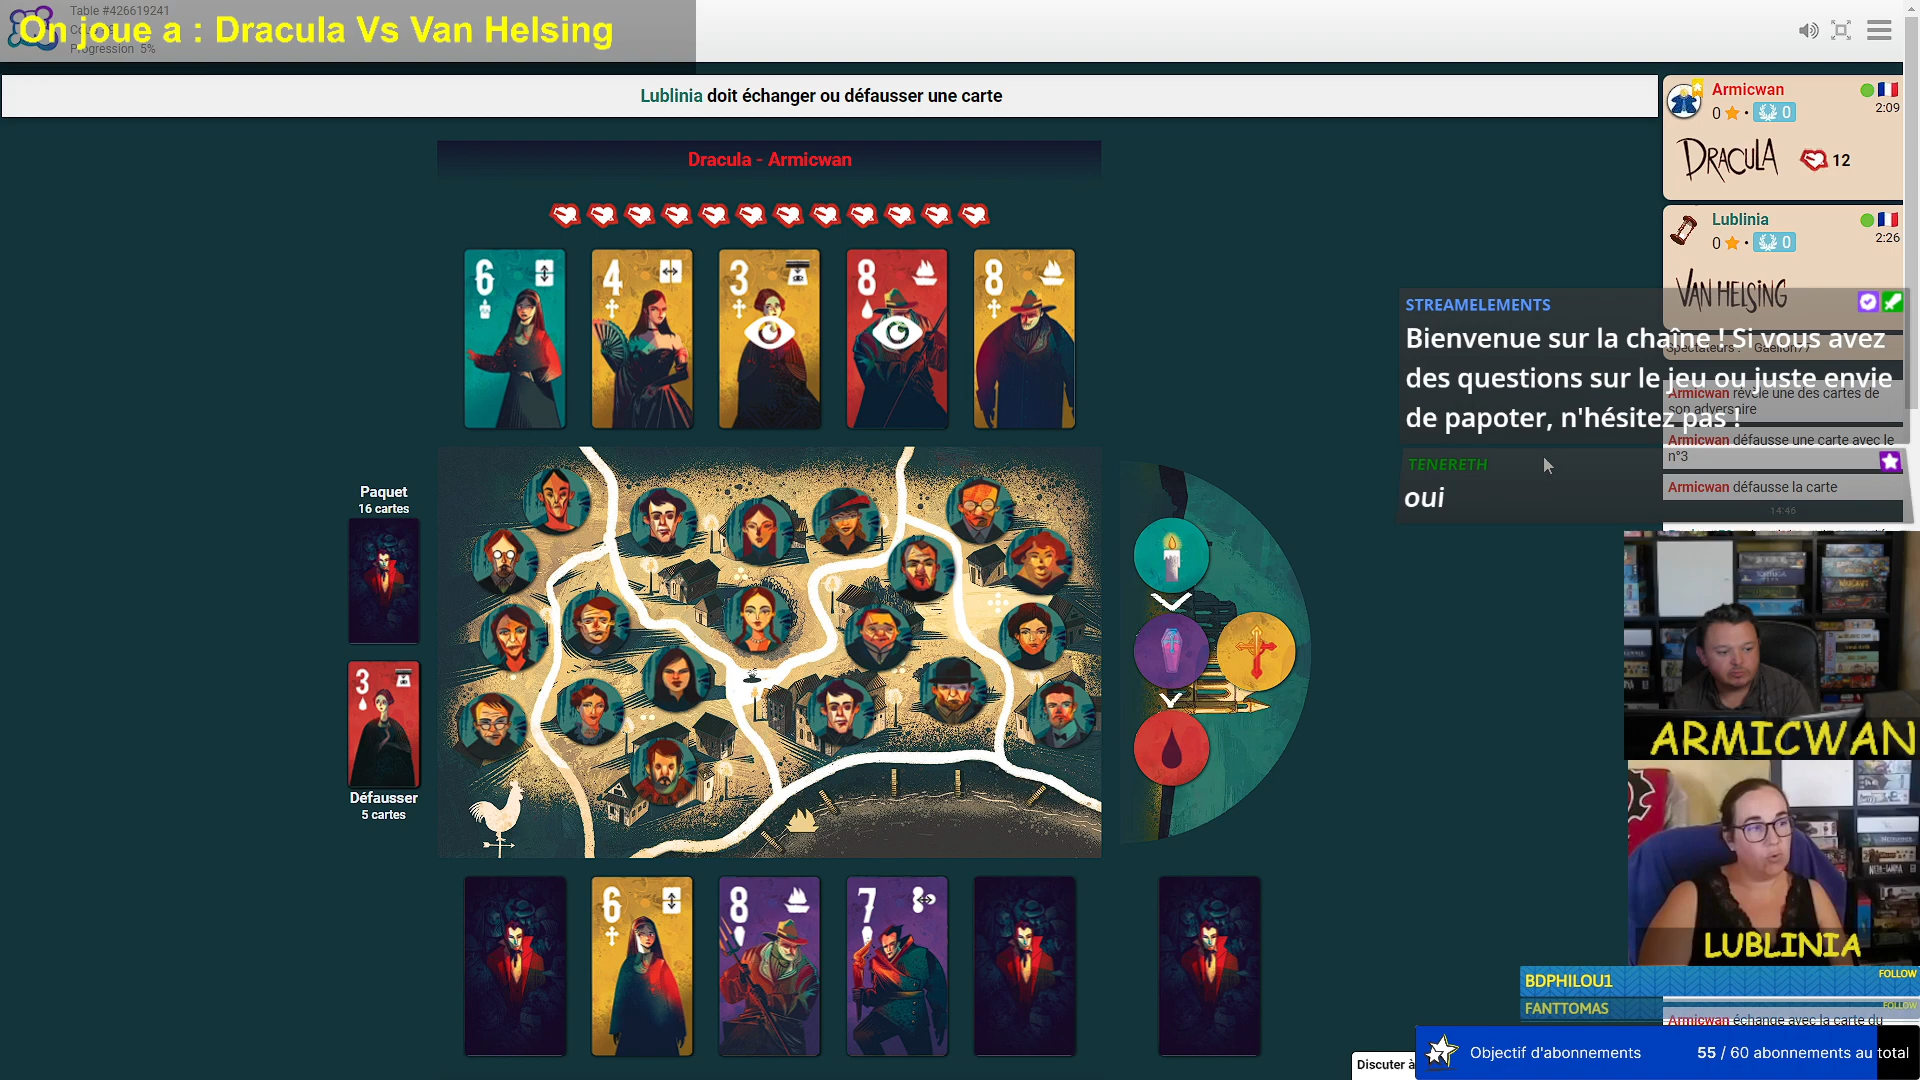 Table #426619241
On joue a : Dracula Vs Van Helsing
Progression 5%
Lublinia doit échanger ou défausser une carte
Dracula - Armicwan
6
4
3
8
8
Paquet
16 cartes
3
Défausser
5 cartes
6
8
7
Armicwan
0 • 0
2:09
DRACULA
12
Lublinia
0 • 0
2:26
VAN HELSING
Spectateurs : Gaellon77
STREAMELEMENTS
Bienvenue sur la chaîne ! Si vous avez
des questions sur le jeu ou juste envie
de papoter, n'hésitez pas !
Armicwan révèle une des cartes de
son adversaire
Armicwan défausse une carte avec le
n°3
TENERETH
oui
Armicwan défausse la carte
14:46
ARMICWAN
LUBLINIA
BDPHILOU1
FOLLOW
FANTTOMAS
FOLLOW
Armicwan échange avec la carte du
Discuter à
Objectif d'abonnements
55 / 60 abonnements au total